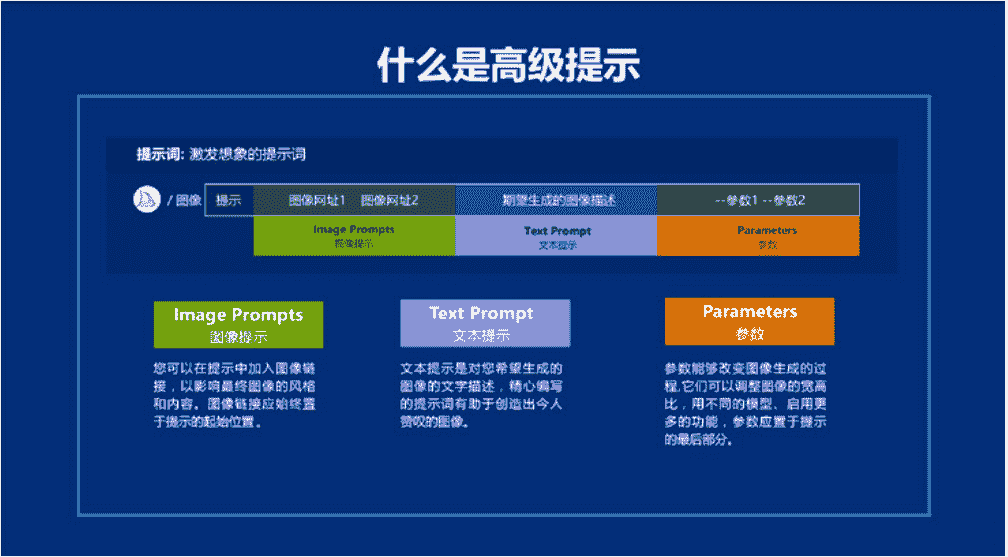 什么是高级提示
提示词: 激发想象的提示词
/ 图像 提示 图像网址1 图像网址2 期望生成的图像描述 --参数1 --参数2
Image Prompts Text Prompt Parameters
图像提示 文本提示 参数
Image Prompts
图像提示
您可以在提示中加入图像链
接，以影响最终图像的风格
和内容。图像链接应始终置
于提示的起始位置。
Text Prompt
文本提示
文本提示是对您希望生成的
图像的文字描述，精心编写
的提示词有助于创造出令人
赞叹的图像。
Parameters
参数
参数能够改变图像生成的过
程,它们可以调整图像的宽高
比，用不同的模型、启用更
多的功能，参数应置于提示
的最后部分。